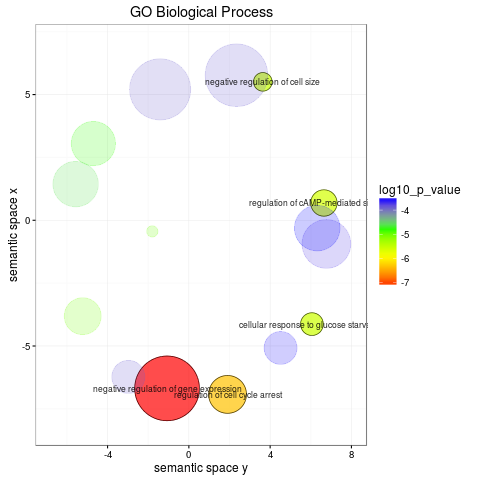 GO Biological Process
negative regulation of cell size
regulation of cAMP-mediated s
cellular response to glucose starv
negative regulation of gene expression
regulation of cell cycle arrest
5
0
-5
-4
0
4
8
semantic space y
semantic space x
log10_p_value
-4
-5
-6
-7